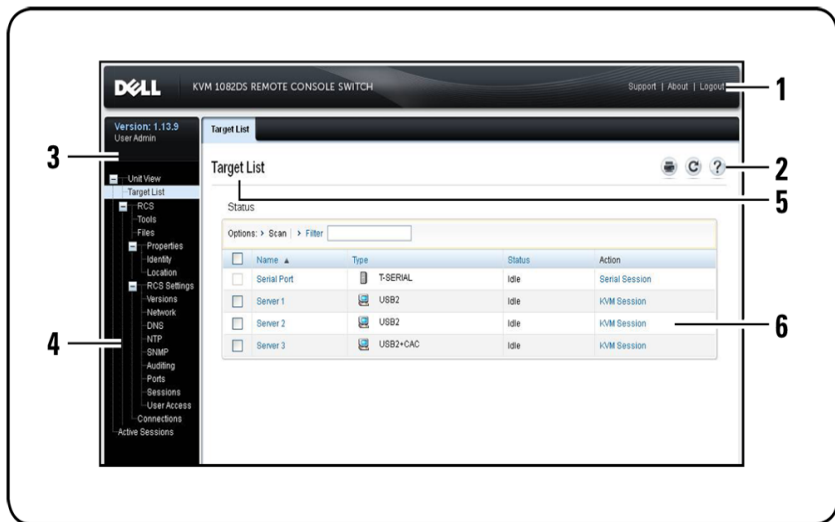 DELL KVM 1082DS REMOTE CONSOLE SWITCH Support | About | Logout 1
Version: 1.13.9
User Admin
Target List
3
Target List ? 2
5
Unit View
Target List
RCS
Tools
Files
Properties
Identity
Location
RCS Settings
Versions
Network
DNS
NTP
SNMP
Auditing
Ports
Sessions
User Access
Connections
Active Sessions
4
Status
Options: > Scan | > Filter
Name Type Status Action
Serial Port T-SERIAL Idle Serial Session
Server 1 USB2 Idle KVM Session
Server 2 USB2 Idle KVM Session
Server 3 USB2+CAC Idle KVM Session
6